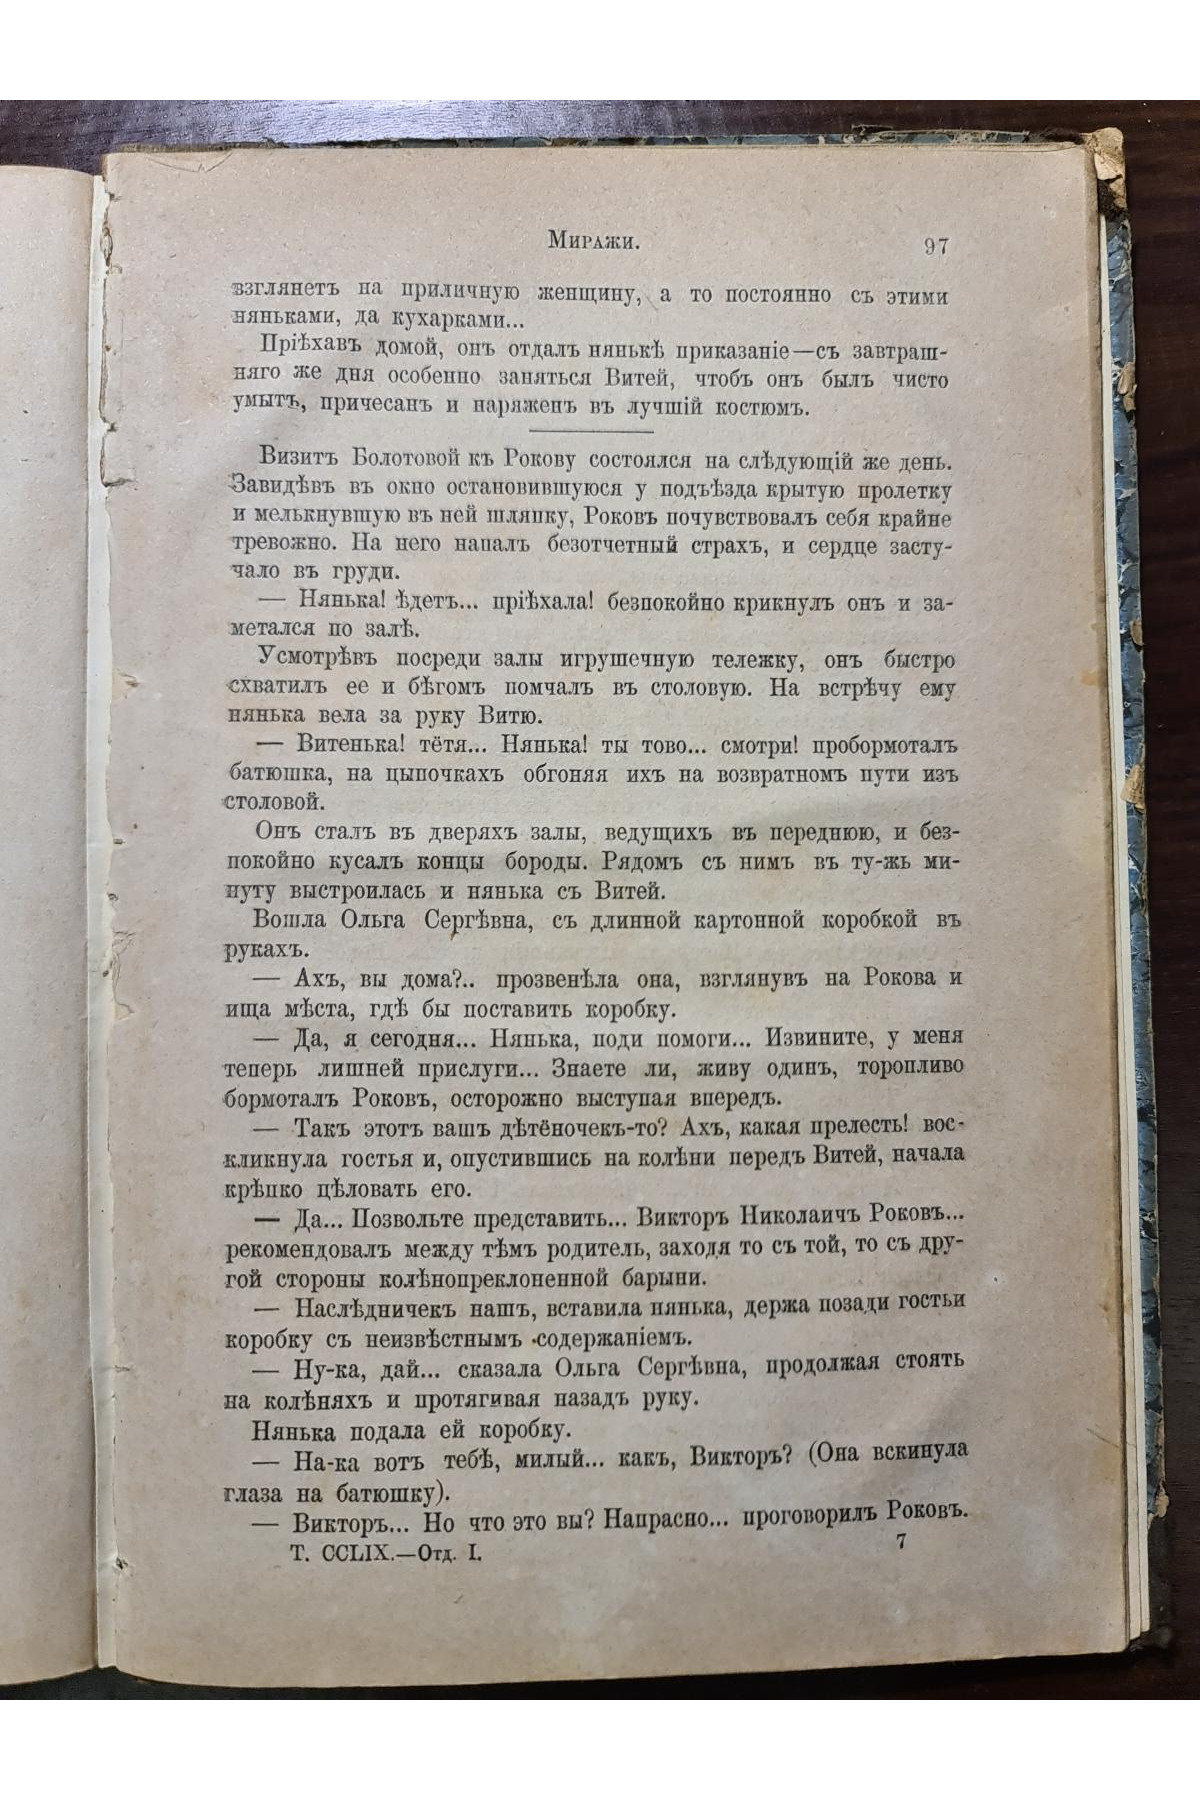 Миражи.
97
взглянетъ на приличную женщину, а то постоянно съ этими
няньками, да кухарками...
Пріѣхавъ домой, онъ отдалъ нянькѣ приказаніе—съ завтраш-
няго же дня особенно заняться Витей, чтобъ онъ былъ чисто
умытъ, причесанъ и наряженъ въ лучшій костюмъ.
Визитъ Болотовой къ Рокову состоялся на слѣдующій же день.
Завидѣвъ въ окно остановившуюся у подъѣзда крытую пролетку
и мелькнувшую въ ней шляпку, Роковъ почувствовалъ себя крайне
тревожно. На него напалъ безотчетный страхъ, и сердце засту-
чало въ груди.
— Нянька! ѣдетъ... пріѣхала! безпокойно крикнулъ онъ и за-
метался по залѣ.
Усмотрѣвъ посреди залы игрушечную тележку, онъ быстро
схватилъ ее и бѣгомъ помчалъ въ столовую. На встрѣчу ему
нянька вела за руку Витю.
— Витенька! тётя... Нянька! ты тово... смотри! пробормоталъ
батюшка, на цыпочкахъ обгоняя ихъ на возвратномъ пути изъ
столовой.
Онъ сталъ въ дверяхъ залы, ведущихъ въ переднюю, и без-
покойно кусалъ концы бороды. Рядомъ съ нимъ въ ту-жь ми-
нуту выстроилась и нянька съ Витей.
Вошла Ольга Сергѣвна, съ длинной картонной коробкой въ
рукахъ.
— Ахъ, вы дома?.. прозвенѣла она, взглянувъ на Рокова и
ища мѣста, гдѣ бы поставить коробку.
— Да, я сегодня... Нянька, поди помоги... Извините, у меня
теперь лишней прислуги... Знаете ли, живу одинъ, торопливо
бормоталъ Роковъ, осторожно выступая впередъ.
— Такъ этотъ вашъ дѣтёночекъ-то? Ахъ, какая прелесть! вос-
кликнула гостья и, опустившись на колѣни передъ Витей, начала
крѣпко цѣловать его.
— Да... Позвольте представить... Викторъ Николаичъ Роковъ...
рекомендовалъ между тѣмъ родитель, заходя то съ той, то съ дру-
гой стороны колѣнопреклоненной барыни.
— Наслѣдничекъ нашъ, вставила нянька, держа позади гостьи
коробку съ неизвѣстнымъ содержаніемъ.
— Ну-ка, дай... сказала Ольга Сергѣвна, продолжая стоять
на колѣняхъ и протягивая назадъ руку.
Нянька подала ей коробку.
— На-ка вотъ тебѣ, милый... какъ, Викторъ? (Она вскинула
глаза на батюшку).
— Викторъ... Но что это вы? Напрасно... проговорилъ Роковъ.
Т. CCLIX.—Отд. I.
7